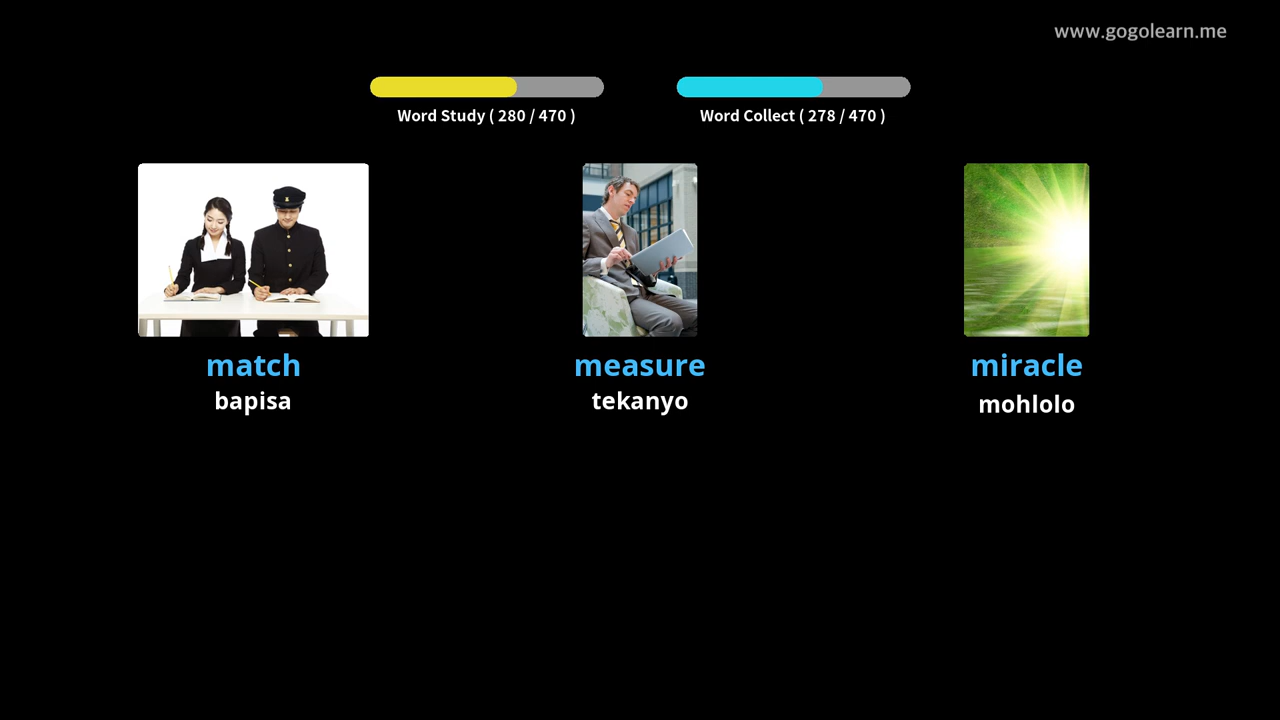 www.gogolearn.me
Word Study ( 280 / 470 )
Word Collect ( 278 / 470 )
match
bapisa
measure
tekanyo
miracle
mohlolo